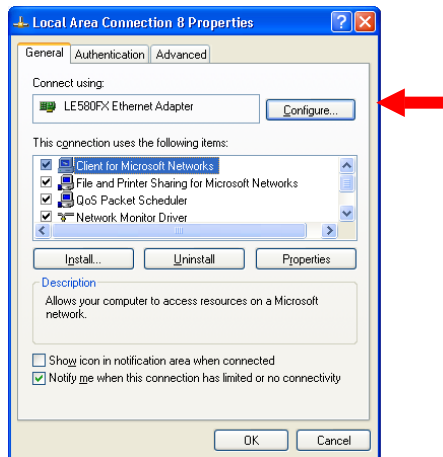 Local Area Connection 8 Properties
General Authentication Advanced
Connect using:
LE580FX Ethernet Adapter Configure...
This connection uses the following items:
Client for Microsoft Networks
File and Printer Sharing for Microsoft Networks
QoS Packet Scheduler
Network Monitor Driver
Install... Uninstall Properties
Description
Allows your computer to access resources on a Microsoft
network.
Show icon in notification area when connected
Notify me when this connection has limited or no connectivity
OK Cancel